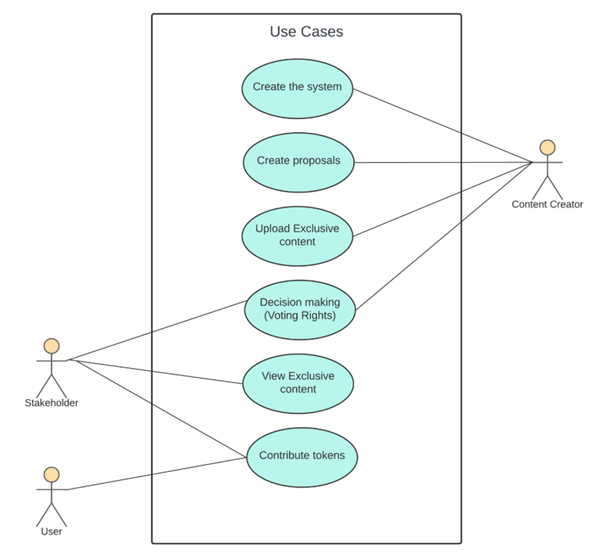 Use Cases
Create the system
Create proposals
Content Creator
Upload Exclusive
content
Decision making
(Voting Rights)
View Exclusive
content
Stakeholder
Contribute tokens
User